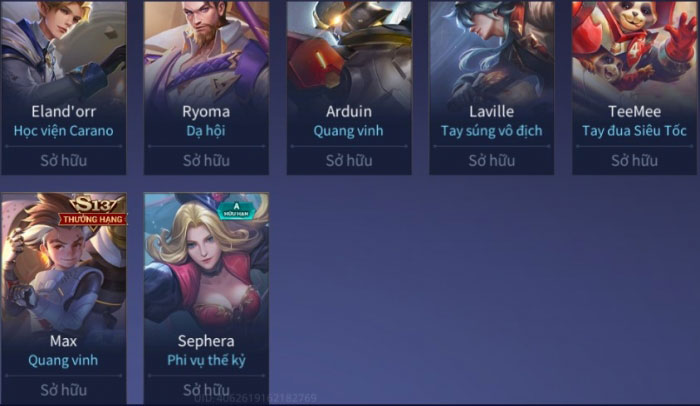 Eland'orr
Học viện Carano
Sở hữu
Ryoma
Dạ hội
Sở hữu
Arduin
Quang vinh
Sở hữu
Laville
Tay súng vô địch
Sở hữu
TeeMee
Tay đua Siêu Tốc
Sở hữu
S13
THƯỞNG HẠNG
Max
Quang vinh
Sở hữu
A
HỮU HẠN
Sephera
Phi vụ thế kỷ
Sở hữu
UID: 4062619162182769